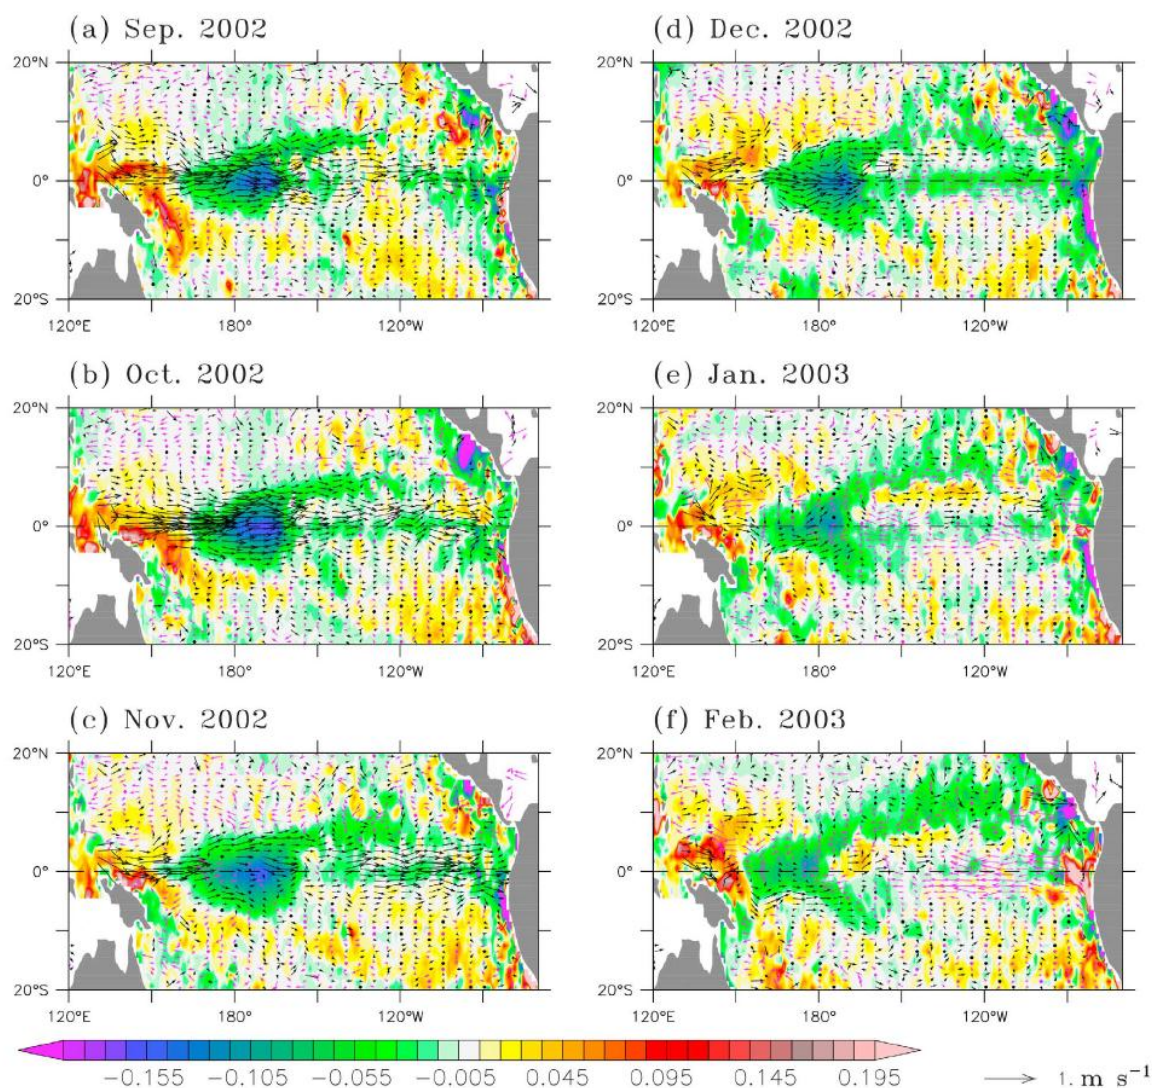 (a) Sep. 2002
20°N
0°
20°S
120°E 180° 120°W
(b) Oct. 2002
20°N
0°
20°S
120°E 180° 120°W
(c) Nov. 2002
20°N
0°
20°S
120°E 180° 120°W
(d) Dec. 2002
20°N
0°
20°S
120°E 180° 120°W
(e) Jan. 2003
20°N
0°
20°S
120°E 180° 120°W
(f) Feb. 2003
20°N
0°
20°S
120°E 180° 120°W
-0.155 -0.105 -0.055 -0.005 0.045 0.095 0.145 0.195
1. m s⁻¹